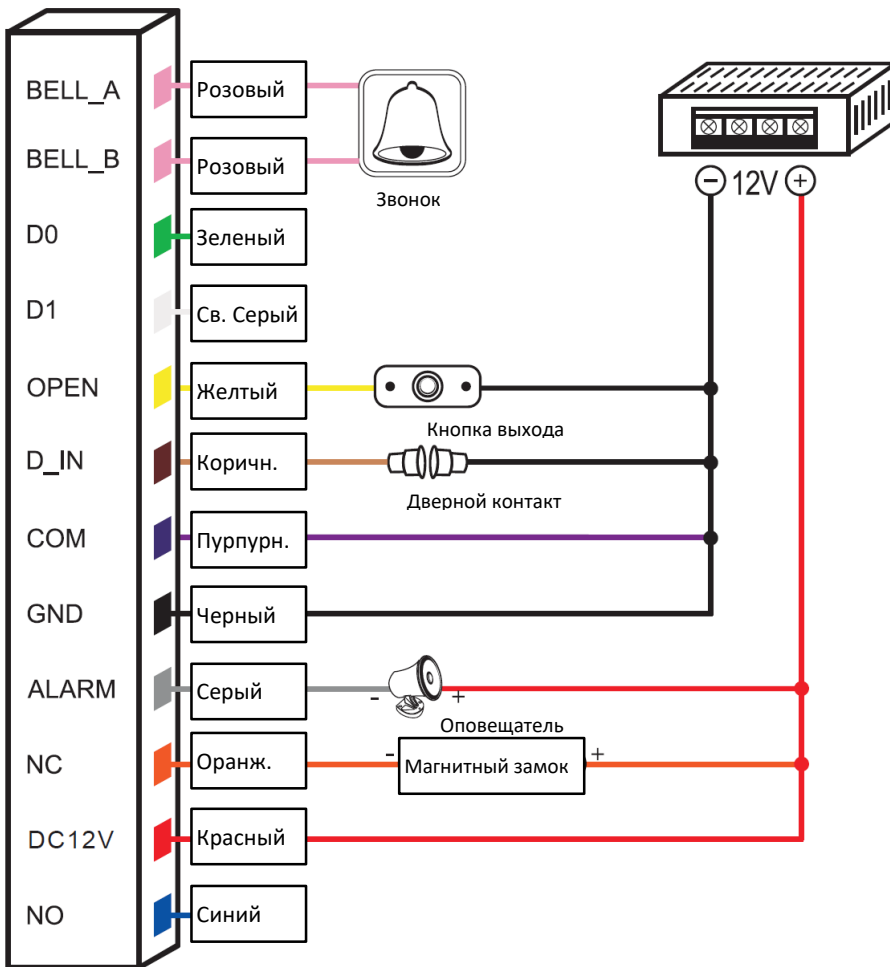 BELL_A
Розовый
BELL_B
Розовый
Звонок
12V
D0
Зеленый
D1
Св. Серый
OPEN
Желтый
Кнопка выхода
D_IN
Коричн.
Дверной контакт
COM
Пурпурн.
GND
Черный
ALARM
Серый
- +
Оповещатель
NC
Оранж.
- Магнитный замок +
DC12V
Красный
NO
Синий